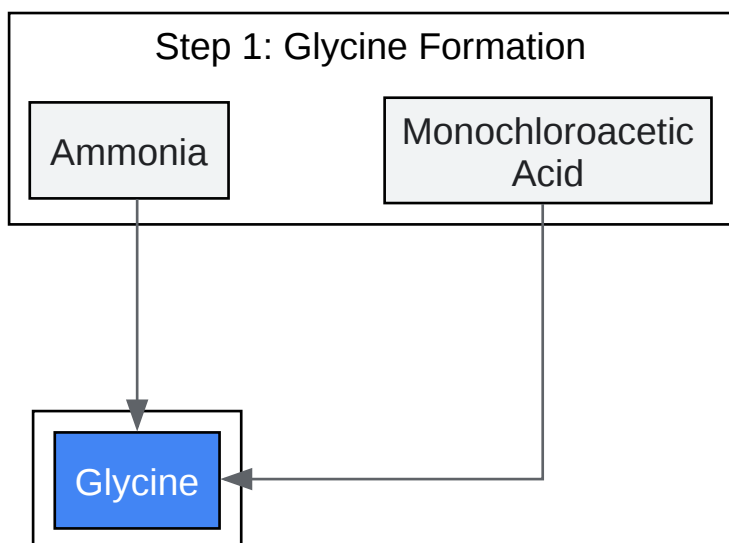 Step 1: Glycine Formation
Ammonia
Monochloroacetic
Acid
Glycine